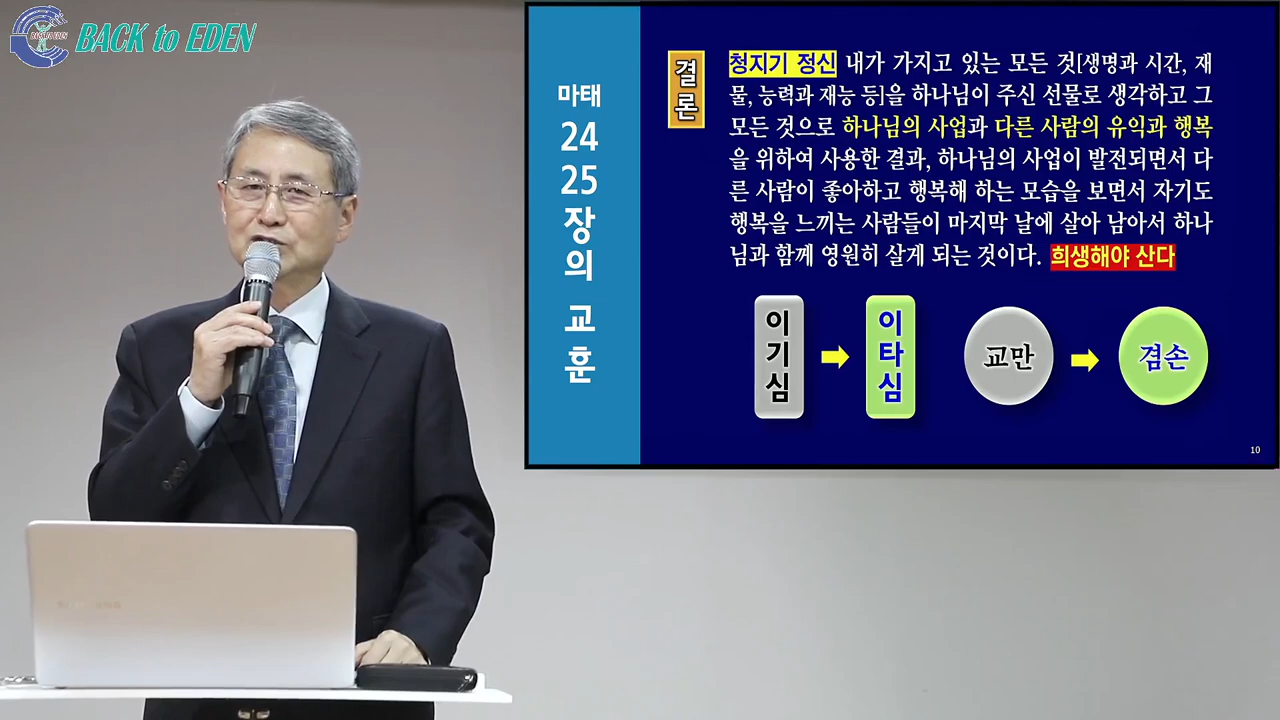 BACK to EDEN
마태
24
25
장
의
교
훈
결
론
청지기 정신 내가 가지고 있는 모든 것[생명과 시간, 재
물, 능력과 재능 등]을 하나님이 주신 선물로 생각하고 그
모든 것으로 하나님의 사업과 다른 사람의 유익과 행복
을 위하여 사용한 결과, 하나님의 사업이 발전되면서 다
른 사람이 좋아하고 행복해 하는 모습을 보면서 자기도
행복을 느끼는 사람들이 마지막 날에 살아 남아서 하나
님과 함께 영원히 살게 되는 것이다. 희생해야 산다
이
기
심
이
타
심
교만
겸손
10